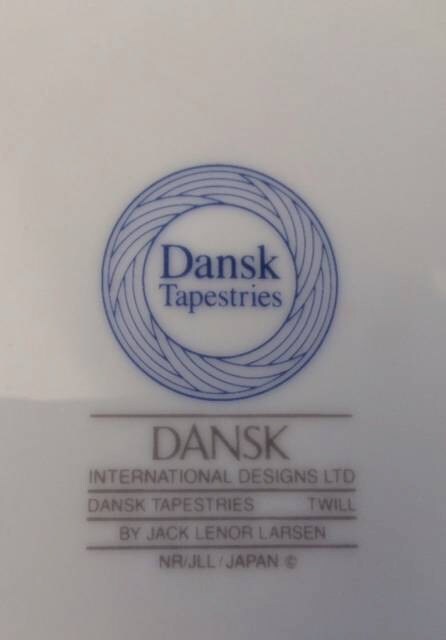 Dansk
Tapestries
DANSK
INTERNATIONAL DESIGNS LTD
DANSK TAPESTRIES TWILL
BY JACK LENOR LARSEN
NR/JLL/JAPAN ©